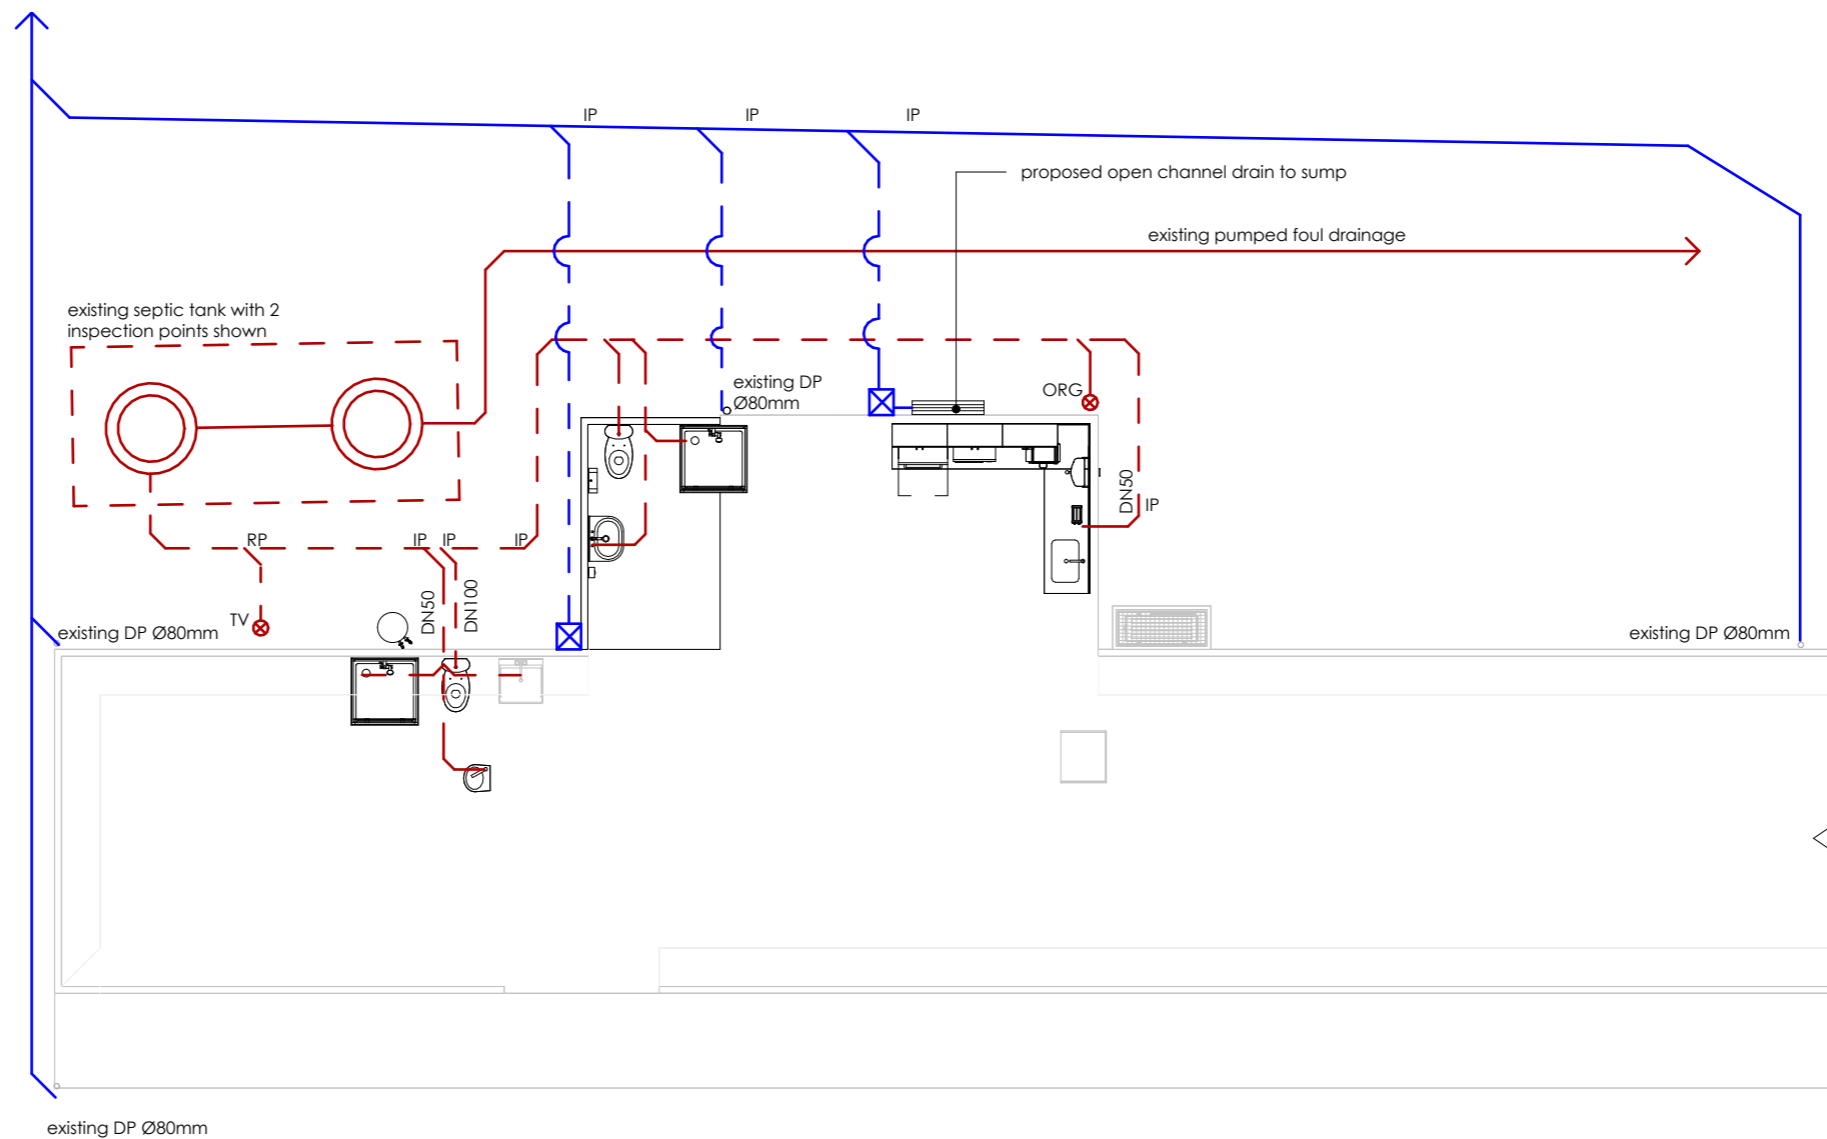 IP
IP
IP
proposed open channel drain to sump
existing pumped foul drainage
existing septic tank with 2
inspection points shown
existing DP
Ø80mm
ORG
DN50
IP
RP
IP
IP
IP
DN50
DN100
TV
existing DP Ø80mm
existing DP Ø80mm
existing DP Ø80mm